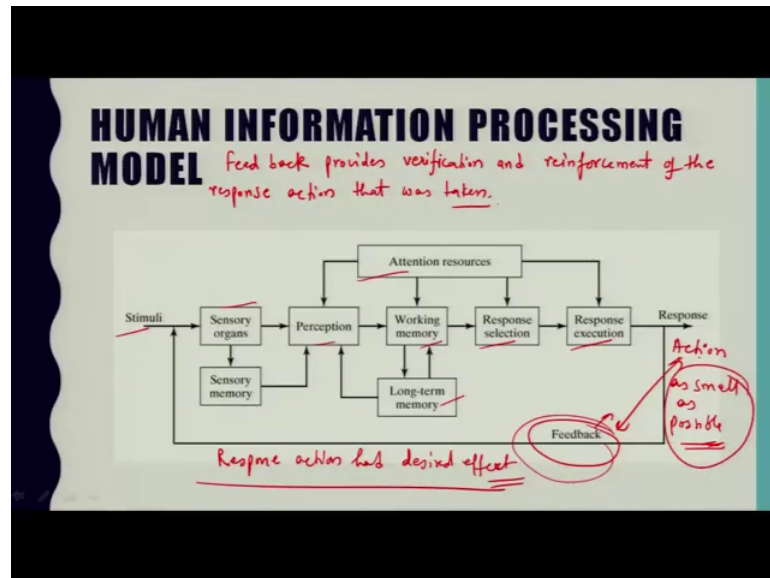 HUMAN INFORMATION PROCESSING
MODEL
Feed back provides verification and reinforcement of the
response action that was taken.
Attention resources
Stimuli
Sensory
organs
Perception
Working
memory
Response
selection
Response
execution
Response
Sensory
memory
Long-term
memory
Action
as small
as
possible
Feedback
Respone action had desired effect